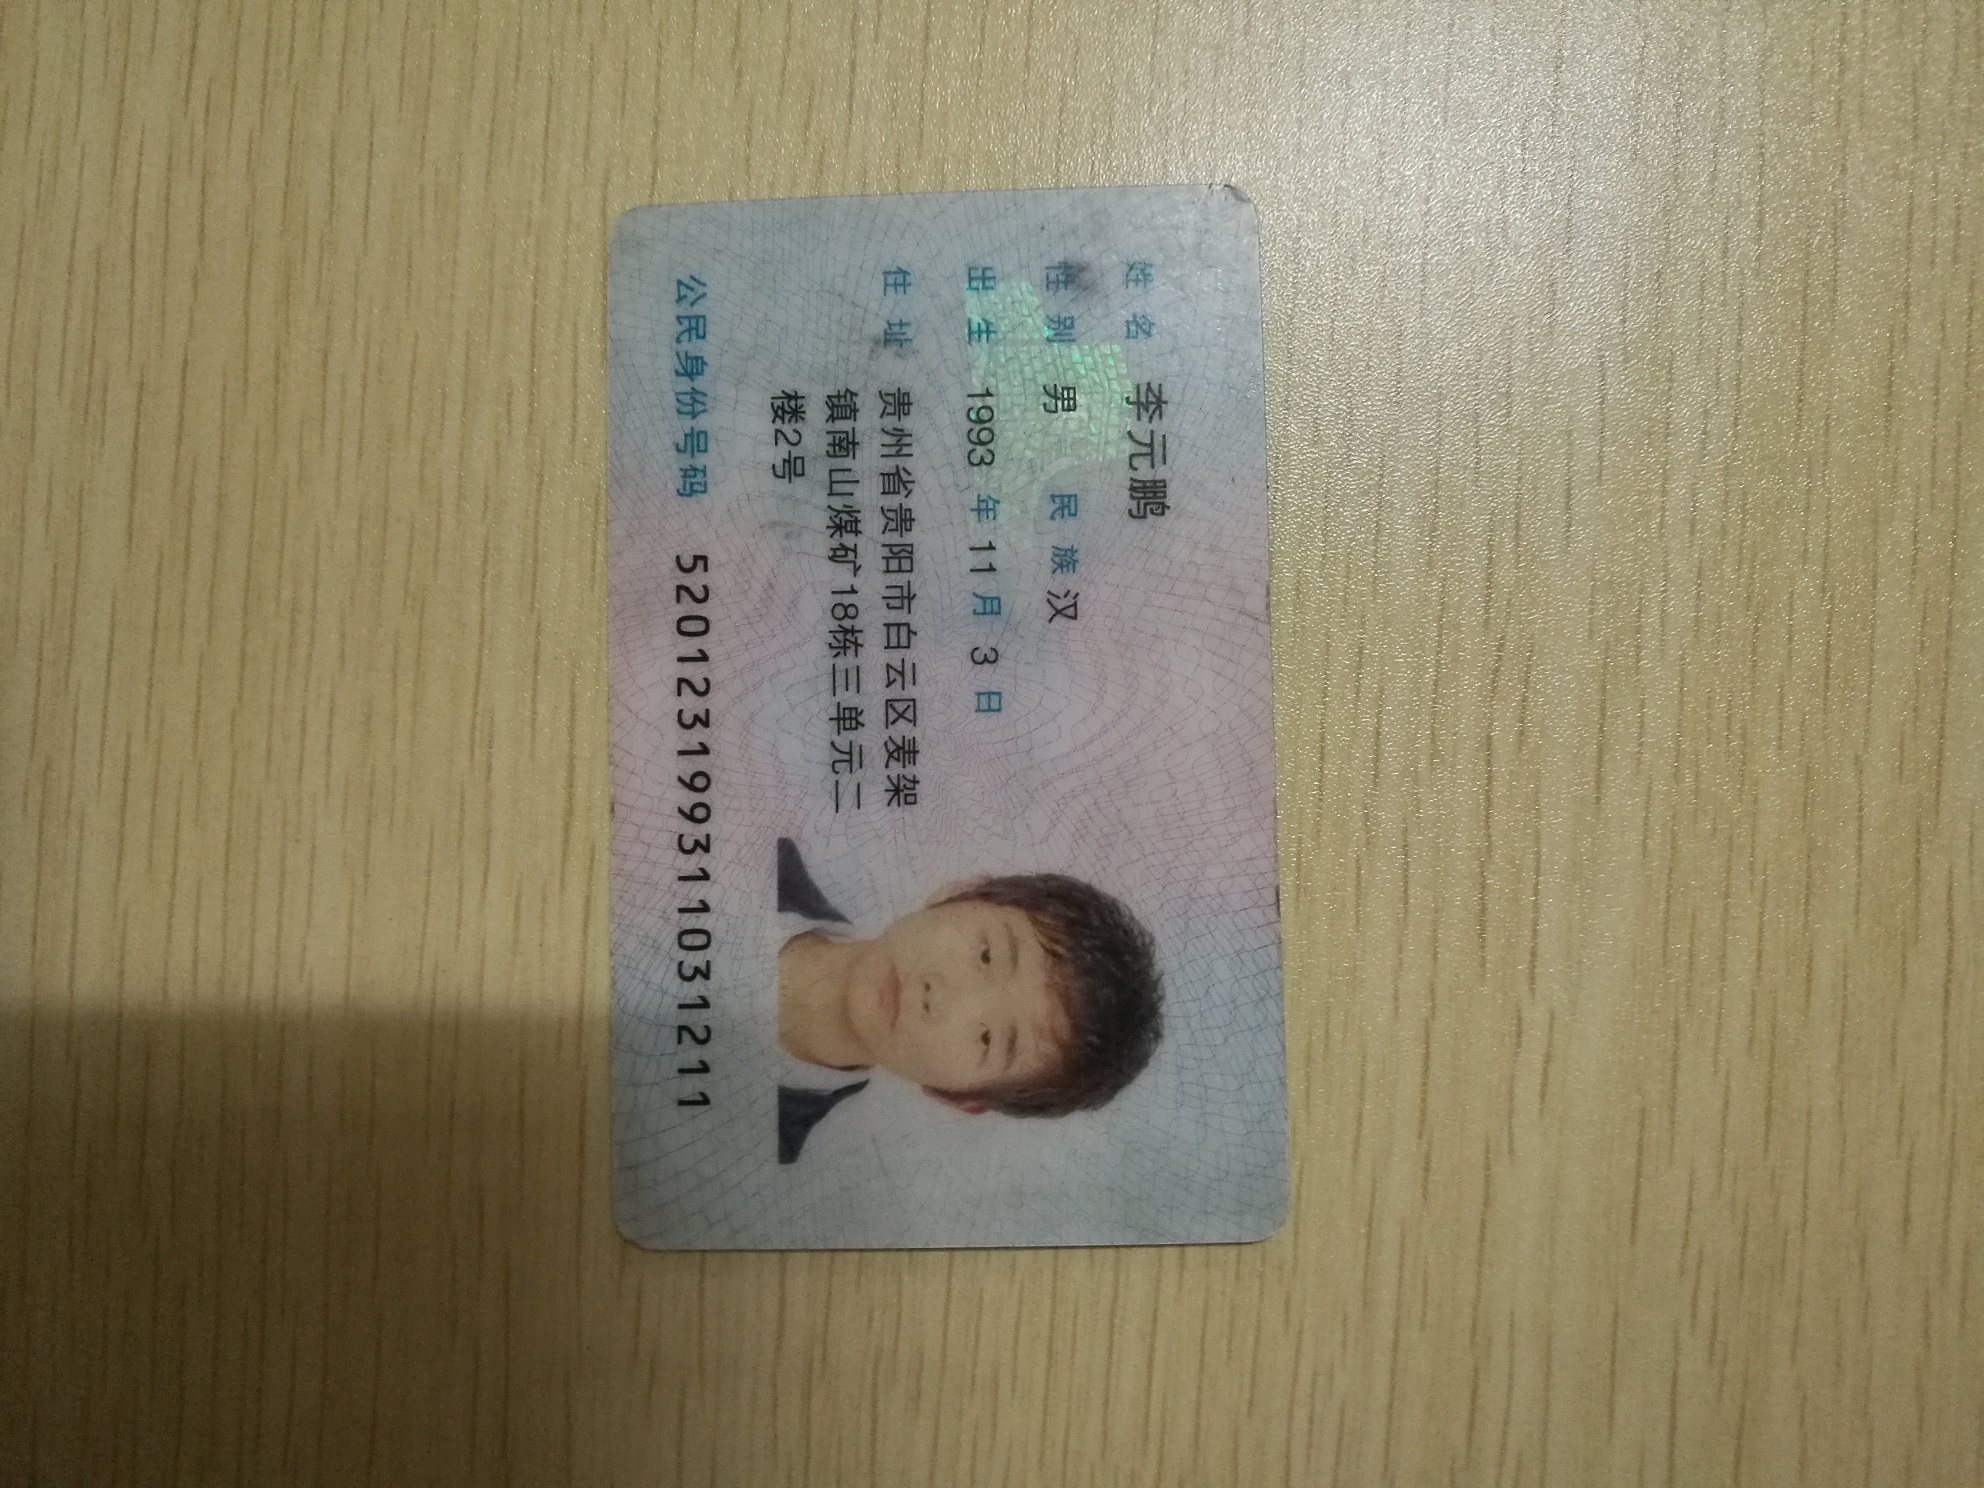 姓名 李元鹏
性别 男 民族 汉
出生 1993 年 11 月 3 日
住址 贵州省贵阳市白云区麦架
镇南山煤矿18栋三单元二
楼2号
公民身份号码 520123199311031211